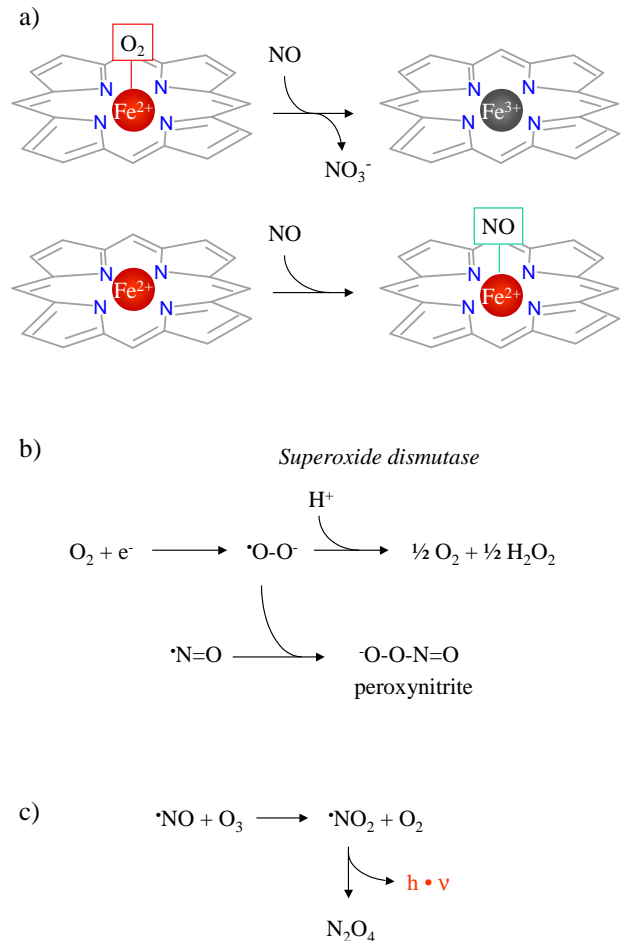 a)
O₂
NO
N N
Fe²⁺
N N
NO₃⁻
N N
Fe³⁺
N N
NO
N N
Fe²⁺
N N
NO
N N
Fe²⁺
N N
b)
Superoxide dismutase
H⁺
O₂ + e⁻ •O-O⁻ ½ O₂ + ½ H₂O₂
•N=O ⁻O-O-N=O
peroxynitrite
c)
•NO + O₃ •NO₂ + O₂
h • ν
N₂O₄